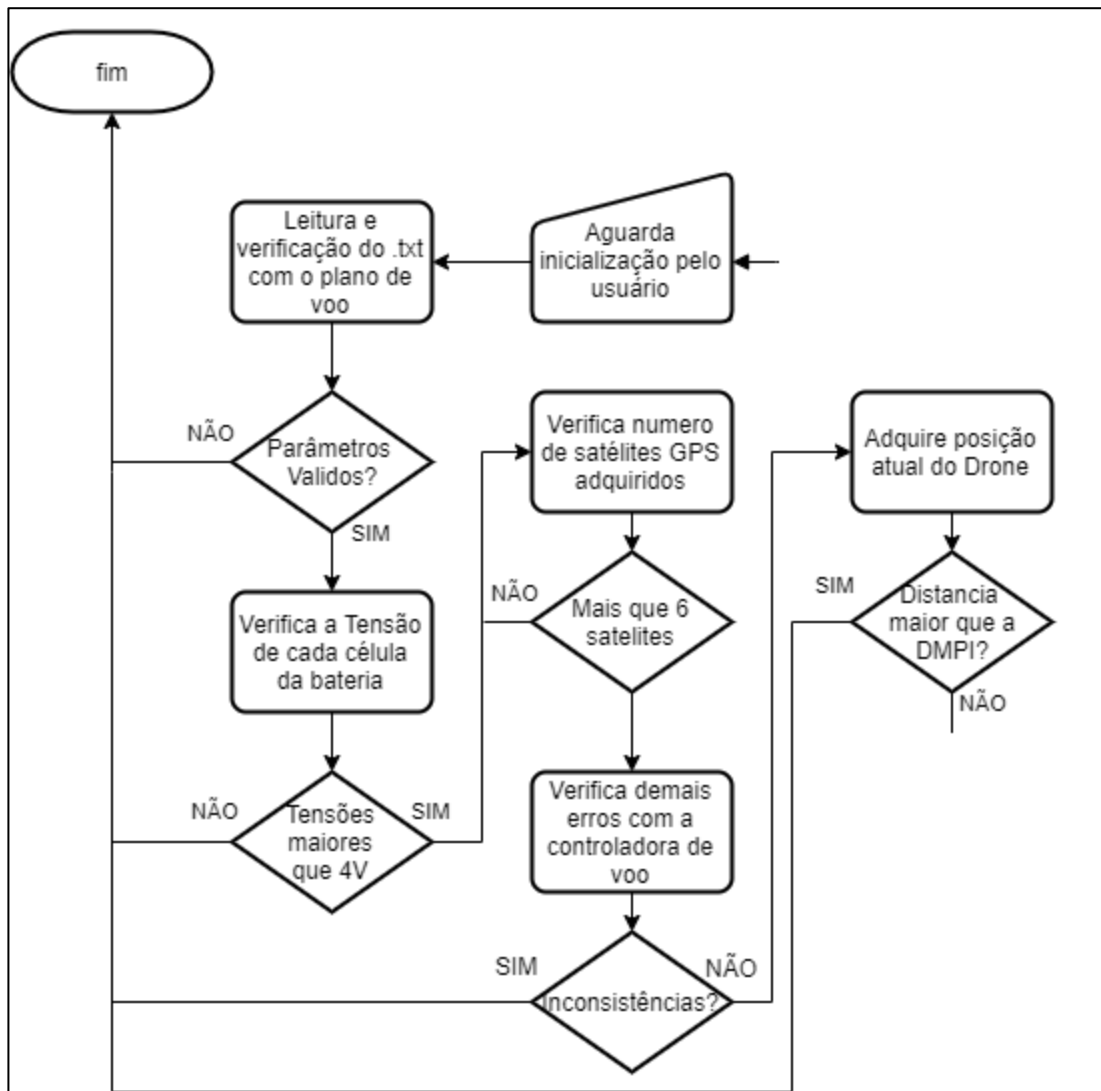 fim
Aguarda
inicialização pelo
usuário
Leitura e
verificação do .txt
com o plano de
voo
NÃO
Parâmetros
Validos?
SIM
Verifica a Tensão
de cada célula
da bateria
NÃO
Tensões
maiores
que 4V
SIM
Verifica numero
de satélites GPS
adquiridos
NÃO
Mais que 6
satelites
Verifica demais
erros com a
controladora de
voo
SIM
Inconsistências?
NÃO
Adquire posição
atual do Drone
SIM
Distancia
maior que a
DMPI?
NÃO